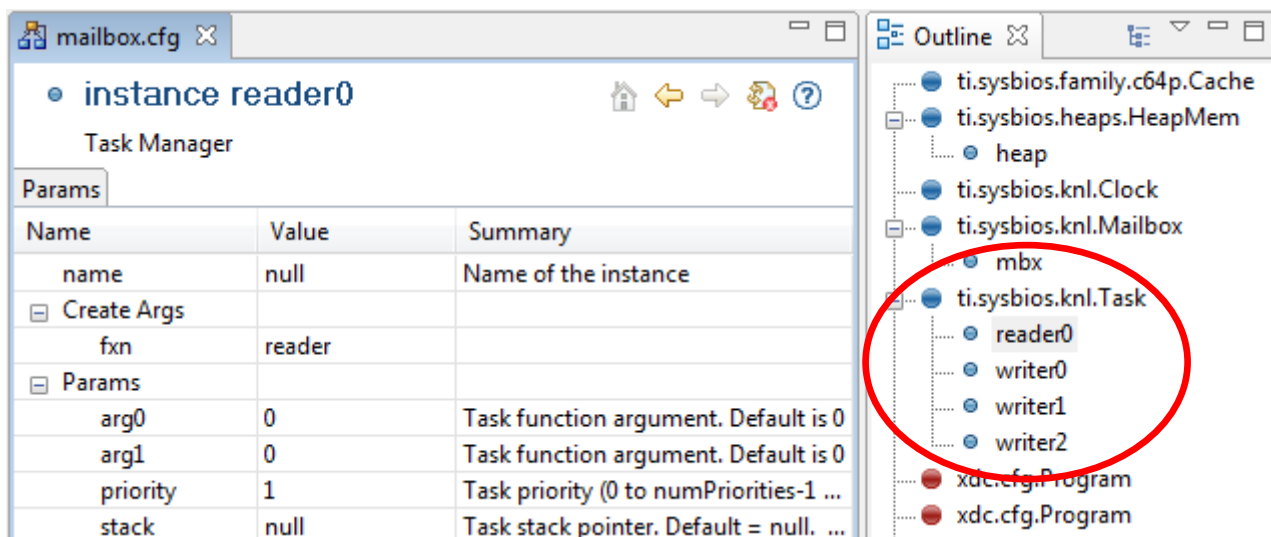 mailbox.cfg
instance reader0
Task Manager
Params
Name Value Summary
name null Name of the instance
Create Args
fxn reader
Params
arg0 0 Task function argument. Default is 0
arg1 0 Task function argument. Default is 0
priority 1 Task priority (0 to numPriorities-1 ...
stack null Task stack pointer. Default = null. ...
Outline
ti.sysbios.family.c64p.Cache
ti.sysbios.heaps.HeapMem
heap
ti.sysbios.knl.Clock
ti.sysbios.knl.Mailbox
mbx
ti.sysbios.knl.Task
reader0
writer0
writer1
writer2
xdc.cfg.Program
xdc.cfg.Program